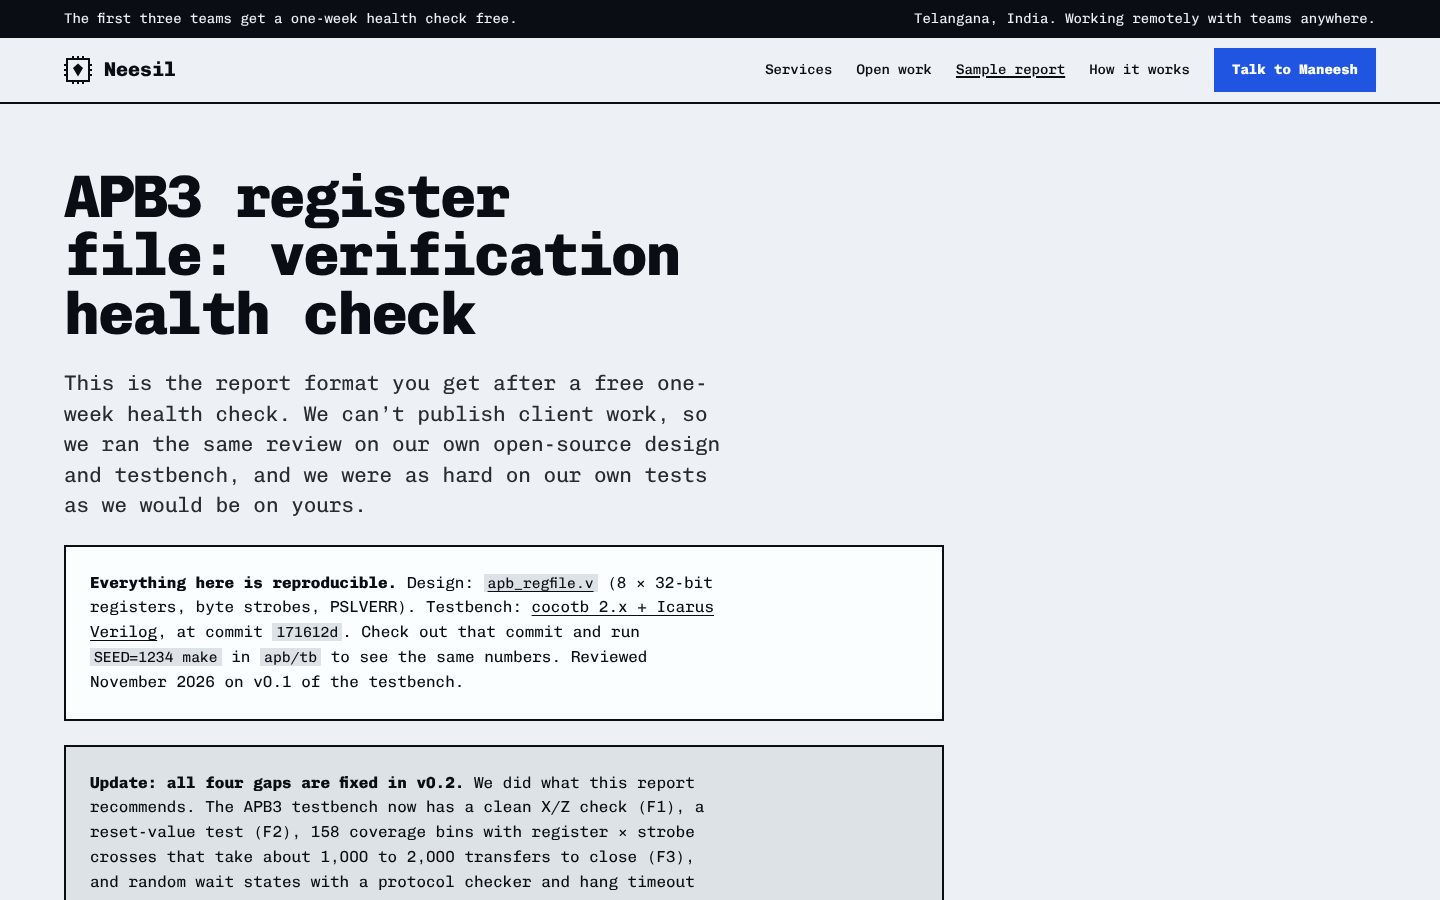 The first three teams get a one-week health check free.
Telangana, India. Working remotely with teams anywhere.
Neesil
Services
Open work
Sample report
How it works
Talk to Maneesh
APB3 register
file: verification
health check
This is the report format you get after a free one-
week health check. We can’t publish client work, so
we ran the same review on our own open-source design
and testbench, and we were as hard on our own tests
as we would be on yours.
Everything here is reproducible. Design: apb_regfile.v (8 × 32-bit
registers, byte strobes, PSLVERR). Testbench: cocotb 2.x + Icarus
Verilog, at commit 171612d. Check out that commit and run
SEED=1234 make in apb/tb to see the same numbers. Reviewed
November 2026 on v0.1 of the testbench.
Update: all four gaps are fixed in v0.2. We did what this report
recommends. The APB3 testbench now has a clean X/Z check (F1), a
reset-value test (F2), 158 coverage bins with register × strobe
crosses that take about 1,000 to 2,000 transfers to close (F3),
and random wait states with a protocol checker and hang timeout